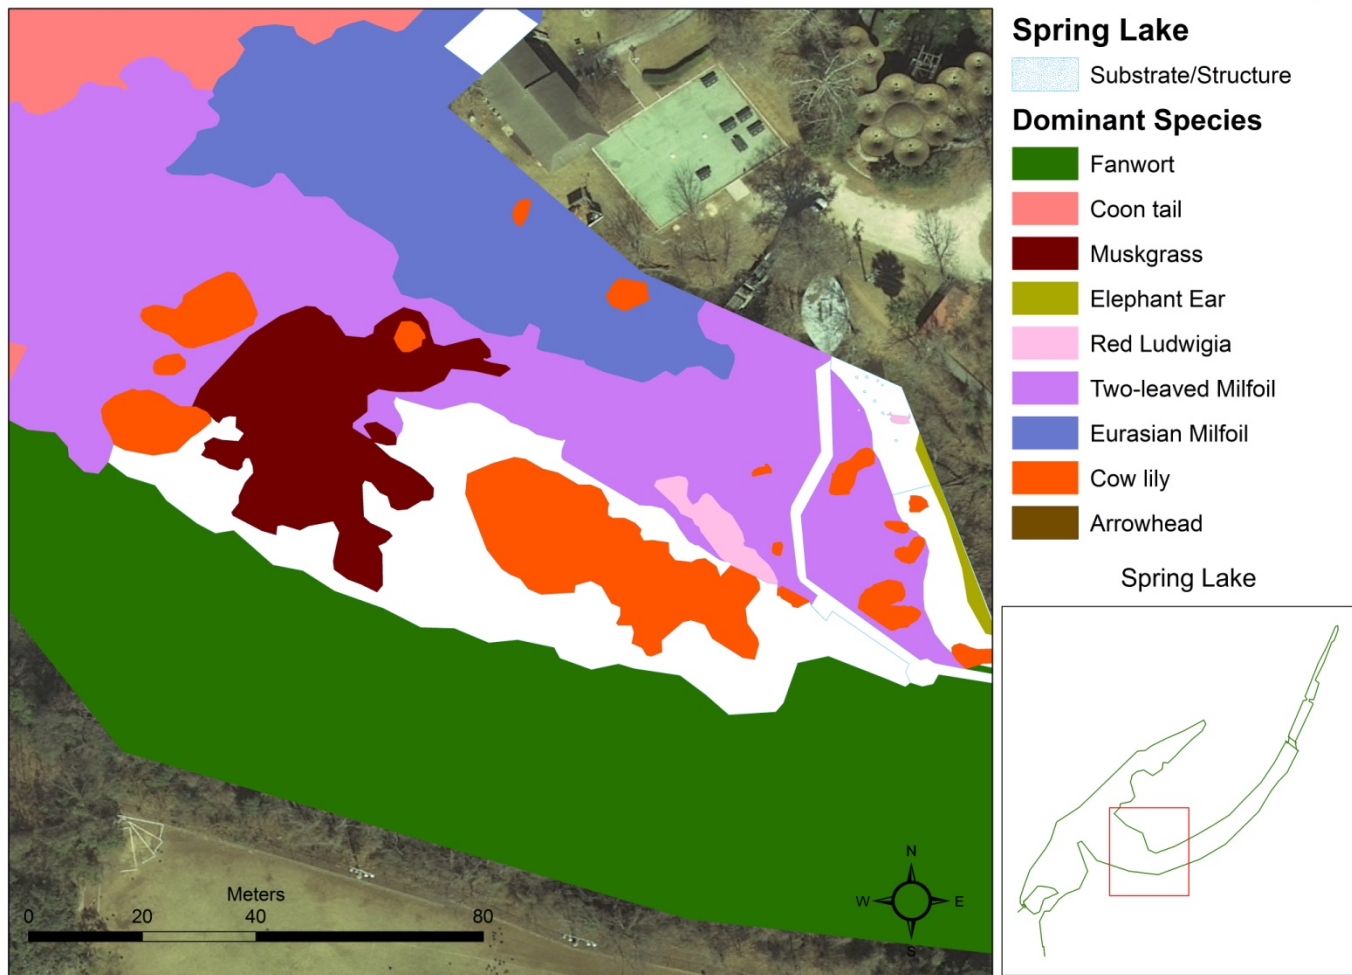 Spring Lake
Substrate/Structure
Dominant Species
Fanwort
Coon tail
Muskgrass
Elephant Ear
Red Ludwigia
Two-leaved Milfoil
Eurasian Milfoil
Cow lily
Arrowhead
Spring Lake
Meters
0 20 40 80
N
W E
S